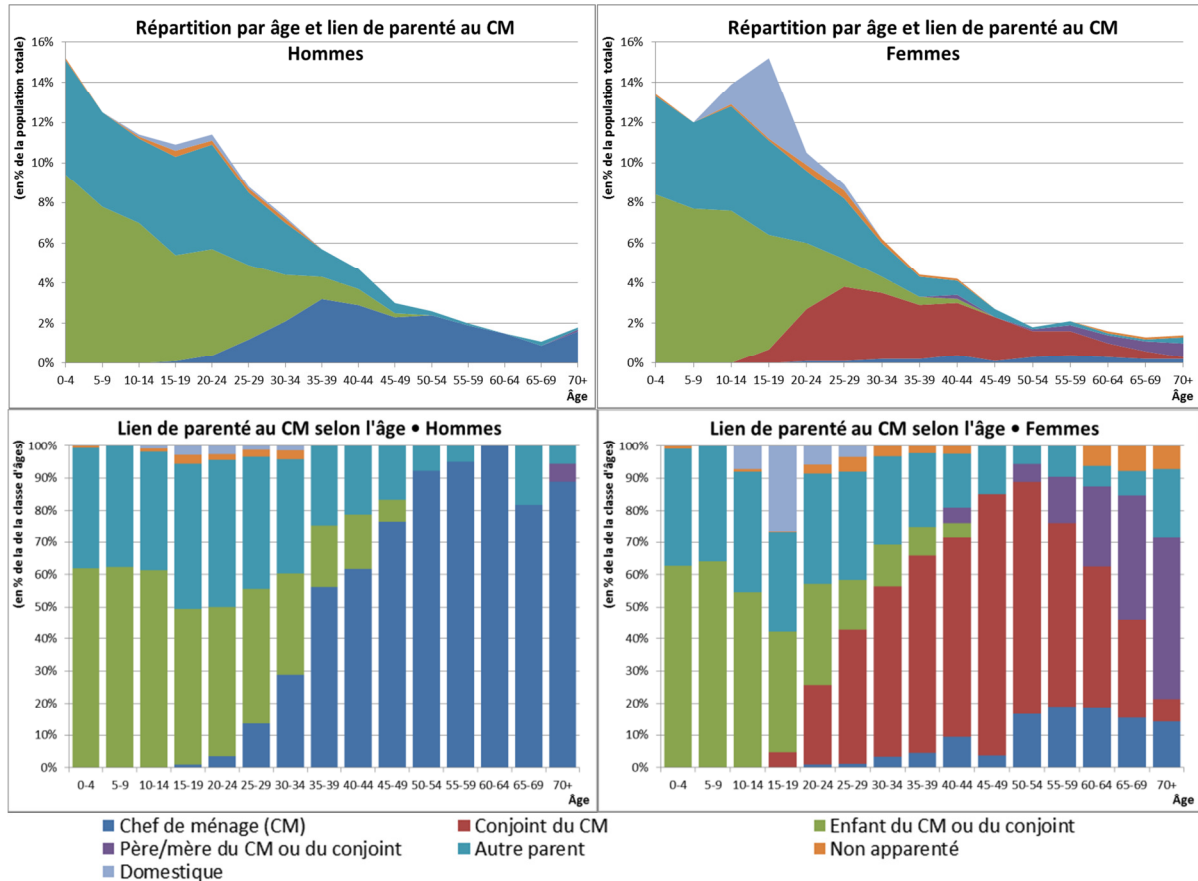 Répartition par âge et lien de parenté au CM
Hommes
(en % de la population totale)
16%
14%
12%
10%
8%
6%
4%
2%
0%
0-4 5-9 10-14 15-19 20-24 25-29 30-34 35-39 40-44 45-49 50-54 55-59 60-64 65-69 70+
Âge
Répartition par âge et lien de parenté au CM
Femmes
(en % de la population totale)
16%
14%
12%
10%
8%
6%
4%
2%
0%
0-4 5-9 10-14 15-19 20-24 25-29 30-34 35-39 40-44 45-49 50-54 55-59 60-64 65-69 70+
Âge
Lien de parenté au CM selon l'âge • Hommes
(en % de la de la classe d'âges)
100%
90%
80%
70%
60%
50%
40%
30%
20%
10%
0%
0-4 5-9 10-14 15-19 20-24 25-29 30-34 35-39 40-44 45-49 50-54 55-59 60-64 65-69 70+
Âge
Lien de parenté au CM selon l'âge • Femmes
(en % de la de la classe d'âges)
100%
90%
80%
70%
60%
50%
40%
30%
20%
10%
0%
0-4 5-9 10-14 15-19 20-24 25-29 30-34 35-39 40-44 45-49 50-54 55-59 60-64 65-69 70+
Âge
Chef de ménage (CM) Conjoint du CM Enfant du CM ou du conjoint
Père/mère du CM ou du conjoint Autre parent Non apparenté
Domestique